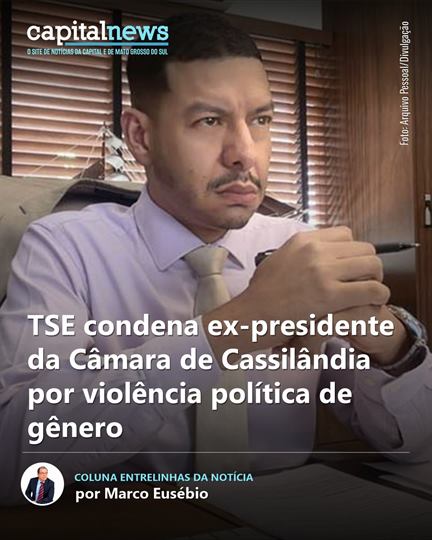 capitalnews
O SITE DE NOTÍCIAS DA CAPITAL E DE MATO GROSSO DO SUL
Foto: Arquivo Pessoal/Divulgação
TSE condena ex-presidente
da Câmara de Cassilândia
por violência política de
gênero
COLUNA ENTRELINHAS DA NOTÍCIA
por Marco Eusébio